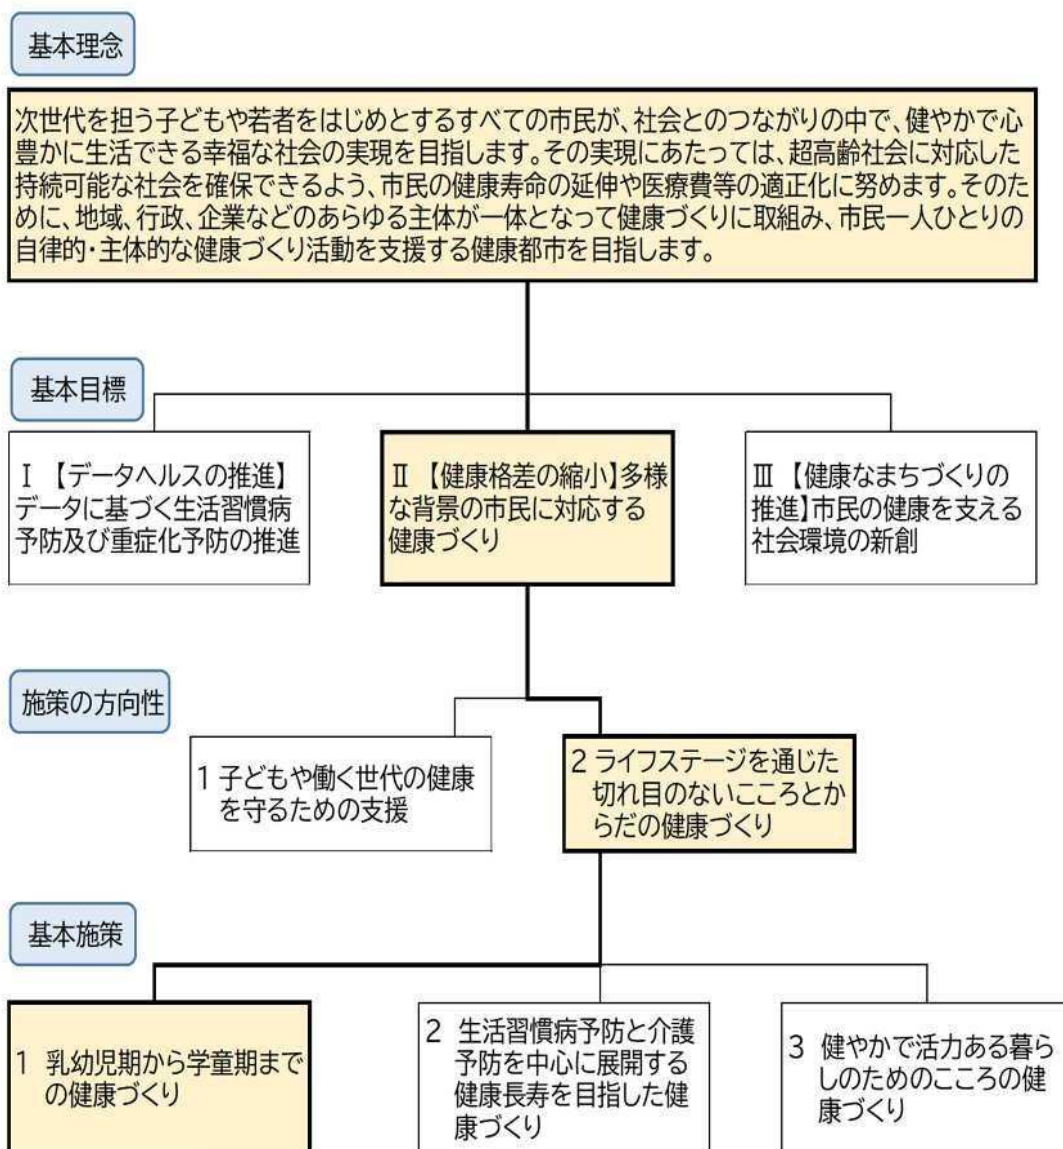 基本理念
次世代を担う子どもや若者をはじめとするすべての市民が、社会とのつながりの中で、健やかで心
豊かに生活できる幸福な社会の実現を目指します。その実現にあたっては、超高齢社会に対応した
持続可能な社会を確保できるよう、市民の健康寿命の延伸や医療費等の適正化に努めます。そのた
めに、地域、行政、企業などのあらゆる主体が一体となって健康づくりに取組み、市民一人ひとりの
自律的・主体的な健康づくり活動を支援する健康都市を目指します。
基本目標
Ⅰ 【データヘルスの推進】
データに基づく生活習慣病
予防及び重症化予防の推進
Ⅱ 【健康格差の縮小】多様
な背景の市民に対応する
健康づくり
Ⅲ 【健康なまちづくりの
推進】市民の健康を支える
社会環境の新創
施策の方向性
1 子どもや働く世代の健康
を守るための支援
2 ライフステージを通じた
切れ目のないこころとか
らだの健康づくり
基本施策
1 乳幼児期から学童期まで
の健康づくり
2 生活習慣病予防と介護
予防を中心に展開する
健康長寿を目指した健
康づくり
3 健やかで活力ある暮ら
しのためのこころの健
康づくり